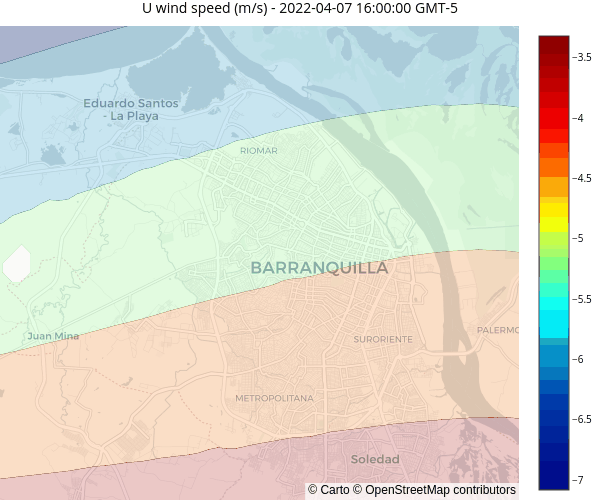 U wind speed (m/s) - 2022-04-07 16:00:00 GMT-5
Eduardo Santos
- La Playa
RIOMAR
BARRANQUILLA
Juan Mina
SURORIENTE
PALERMO
METROPOLITANA
Soledad
© Carto © OpenStreetMap contributors
−3.5
−4
−4.5
−5
−5.5
−6
−6.5
−7